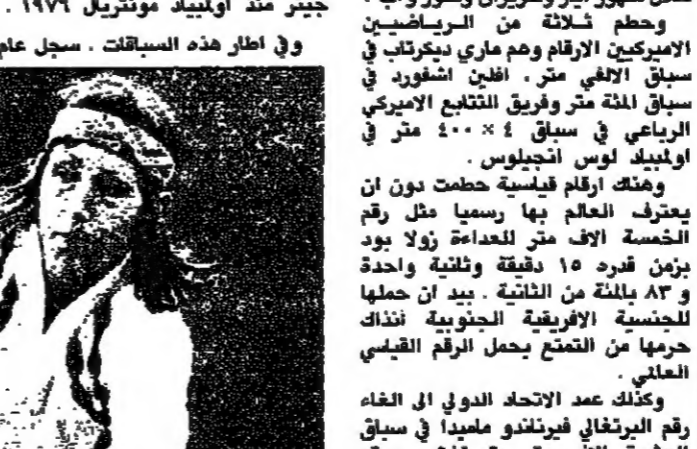 وحطم ثلاثة من الرياضيين
الاميركيين الارقام وهم ماري ديكرتاب في
سباق الالفي متر ، افلين اشفورد في
سباق المئة متر وفريق التتابع الاميركي
الرباعي في سباق ٤ × ٤٠٠ متر في
اولمبياد لوس انجيلوس .
وهنك ارقام قياسية حطمت دون ان
يعترف العالم بها رسميا مثل رقم
الخمسة الاف متر للعداءة زولا بود
بزمن قدره ١٥ دقيقة وثانية واحدة
و ٨٣ بالمئة من الثانية . بيد ان حملها
للجنسية الافريقية الجنوبية انذاك
حرمها من التمتع بحمل الرقم القياسي
العالمي .
وكذلك عمد الاتحاد الدولي الى الغاء
رقم البرتغالي فيرناندو ماميدا في سباق
جينر منذ اولمبياد مونتريال ١٩٧٦ .
وفي اطار هذه السباقات . سجل عام